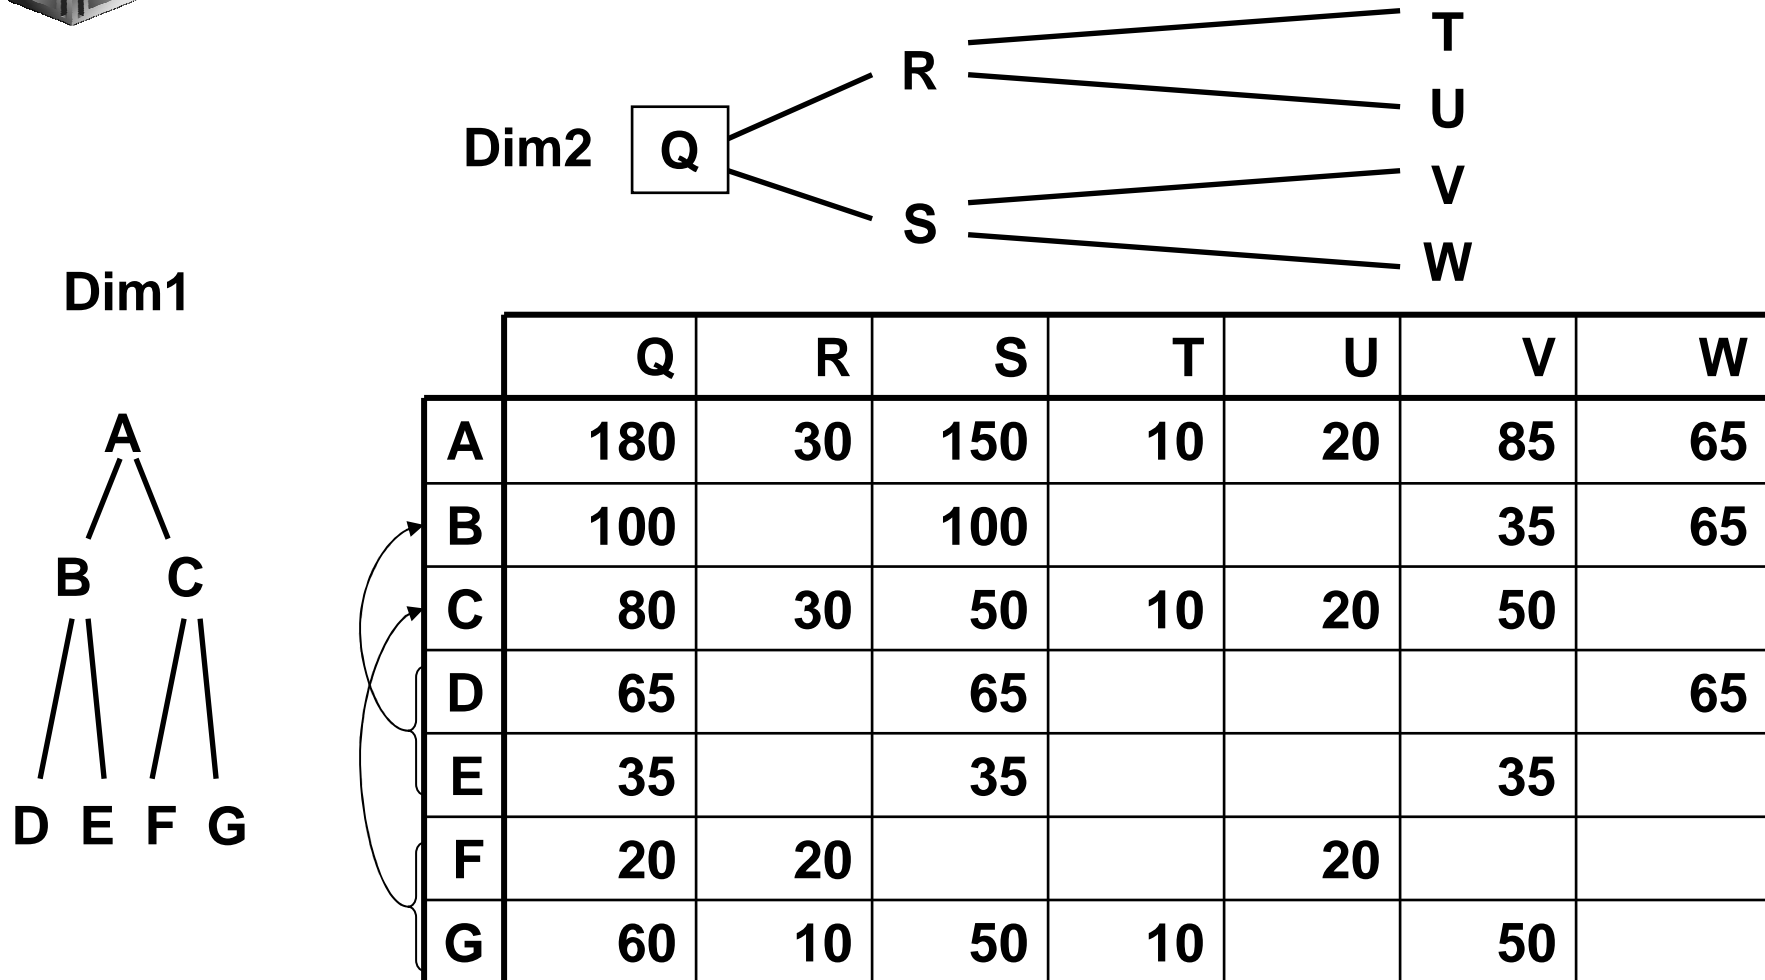 T
R
U
Dim2 Q
V
S
W
Dim1
Q R S T U V W
A
A 180 30 150 10 20 85 65
B 100 100 35 65
B C
C 80 30 50 10 20 50
D 65 65 65
E 35 35 35
D E F G
F 20 20 20
G 60 10 50 10 50